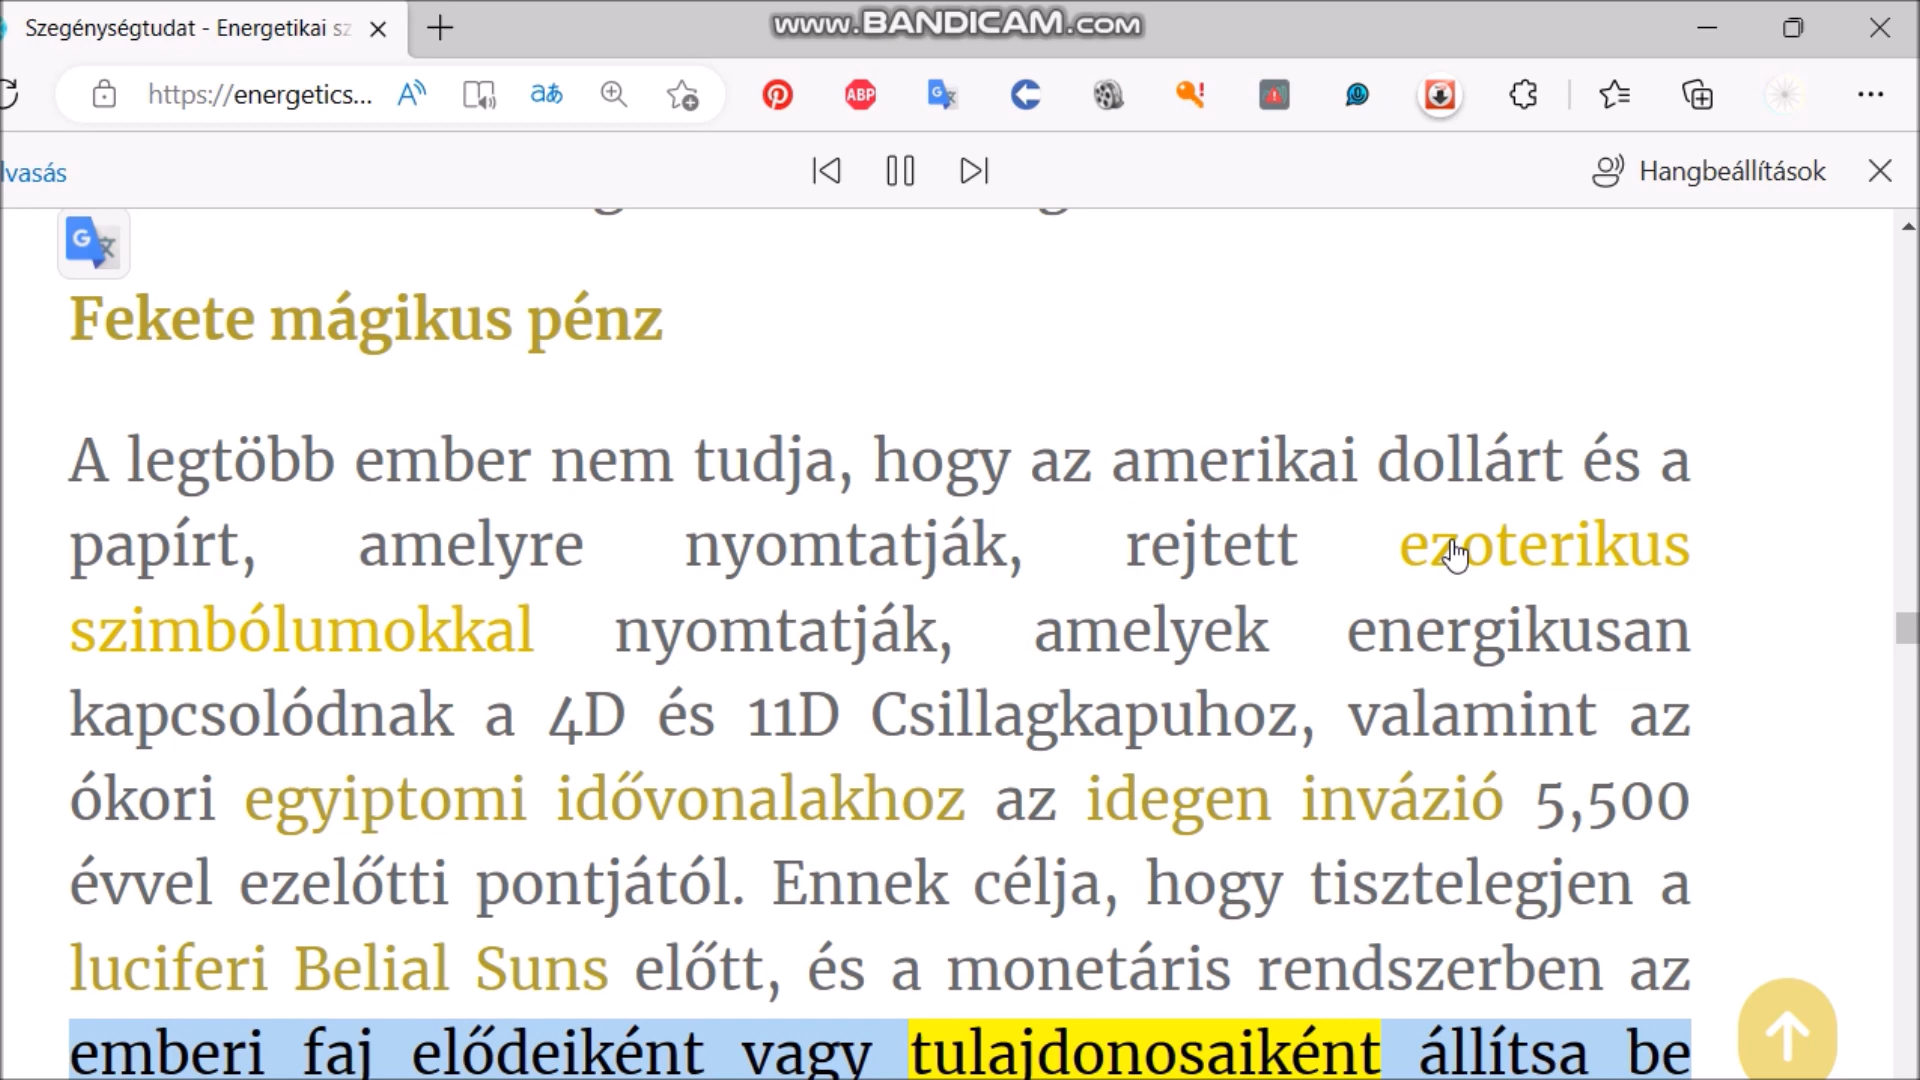 Szegénységtudat - Energetikai sz
www.BANDICAM.com
https://energetics...
aあ
ABP
lvasás
Hangbeállítások
Fekete mágikus pénz
A legtöbb ember nem tudja, hogy az amerikai dollárt és a
papírt, amelyre nyomtatják, rejtett ezoterikus
szimbólumokkal nyomtatják, amelyek energikusan
kapcsolódnak a 4D és 11D Csillagkapuhoz, valamint az
ókori egyiptomi idővonalakhoz az idegen invázió 5,500
évvel ezelőtti pontjától. Ennek célja, hogy tisztelegjen a
luciferi Belial Suns előtt, és a monetáris rendszerben az
emberi faj elődeiként vagy tulajdonosaiként állítsa be